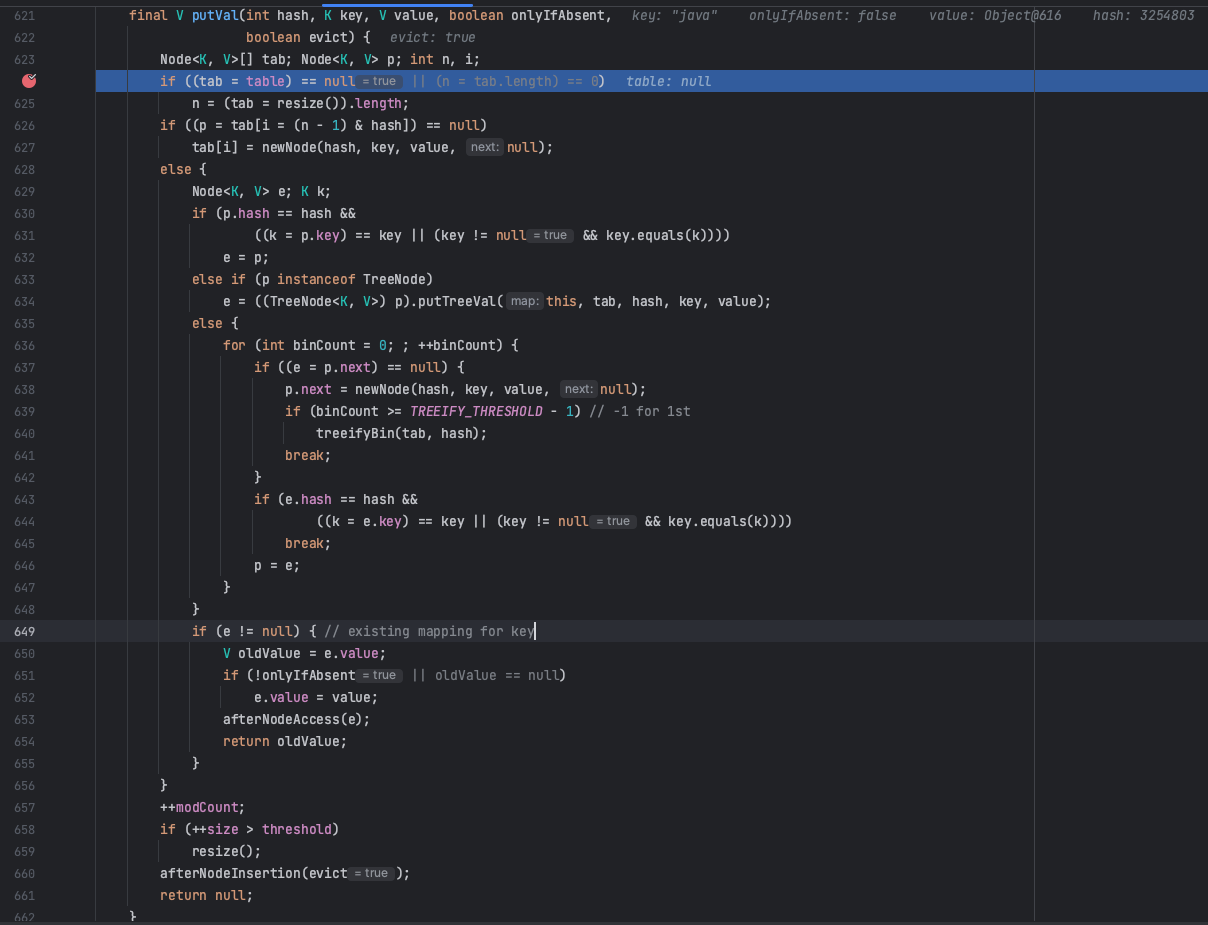 621 final V putVal(int hash, K key, V value, boolean onlyIfAbsent, key: "java" onlyIfAbsent: false value: Object@616 hash: 3254803
622 boolean evict) { evict: true
623 Node<K, V>[] tab; Node<K, V> p; int n, i;
if ((tab = table) == null = true || (n = tab.length) == 0) table: null
625 n = (tab = resize()).length;
626 if ((p = tab[i = (n - 1) & hash]) == null)
627 tab[i] = newNode(hash, key, value, next: null);
628 else {
629 Node<K, V> e; K k;
630 if (p.hash == hash &&
631 ((k = p.key) == key || (key != null = true && key.equals(k))))
632 e = p;
633 else if (p instanceof TreeNode)
634 e = ((TreeNode<K, V>) p).putTreeVal( map: this, tab, hash, key, value);
635 else {
636 for (int binCount = 0; ; ++binCount) {
637 if ((e = p.next) == null) {
638 p.next = newNode(hash, key, value, next: null);
639 if (binCount >= TREEIFY_THRESHOLD - 1) // -1 for 1st
640 treeifyBin(tab, hash);
641 break;
642 }
643 if (e.hash == hash &&
644 ((k = e.key) == key || (key != null = true && key.equals(k))))
645 break;
646 p = e;
647 }
648 }
649 if (e != null) { // existing mapping for key
650 V oldValue = e.value;
651 if (!onlyIfAbsent = true || oldValue == null)
652 e.value = value;
653 afterNodeAccess(e);
654 return oldValue;
655 }
656 }
657 ++modCount;
658 if (++size > threshold)
659 resize();
660 afterNodeInsertion(evict = true );
661 return null;
662 }